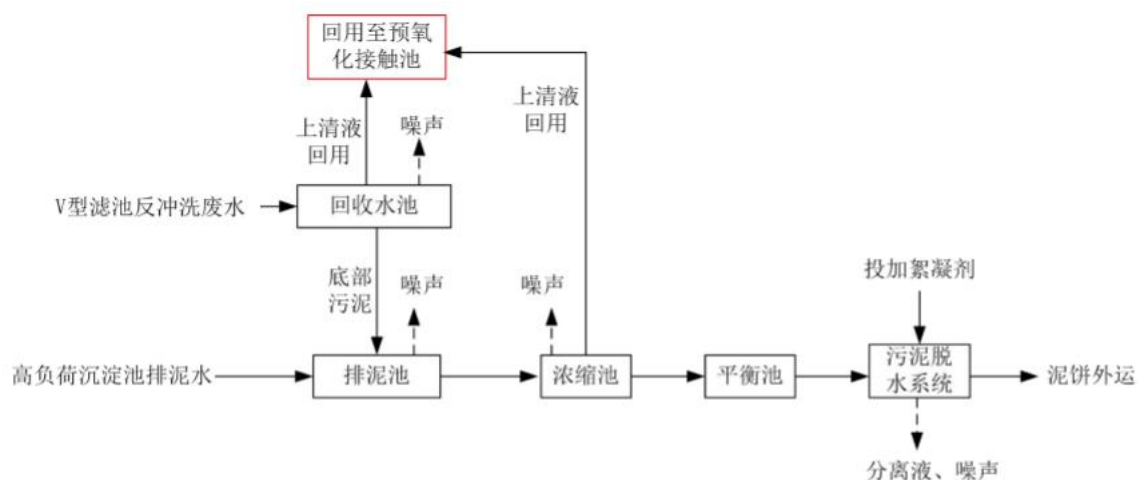 回用至预氧
化接触池
上清液
回用
噪声
上清液
回用
V型滤池反冲洗废水
回收水池
底部
污泥
噪声
噪声
投加絮凝剂
高负荷沉淀池排泥水
排泥池
浓缩池
平衡池
污泥脱
水系统
泥饼外运
分离液、噪声